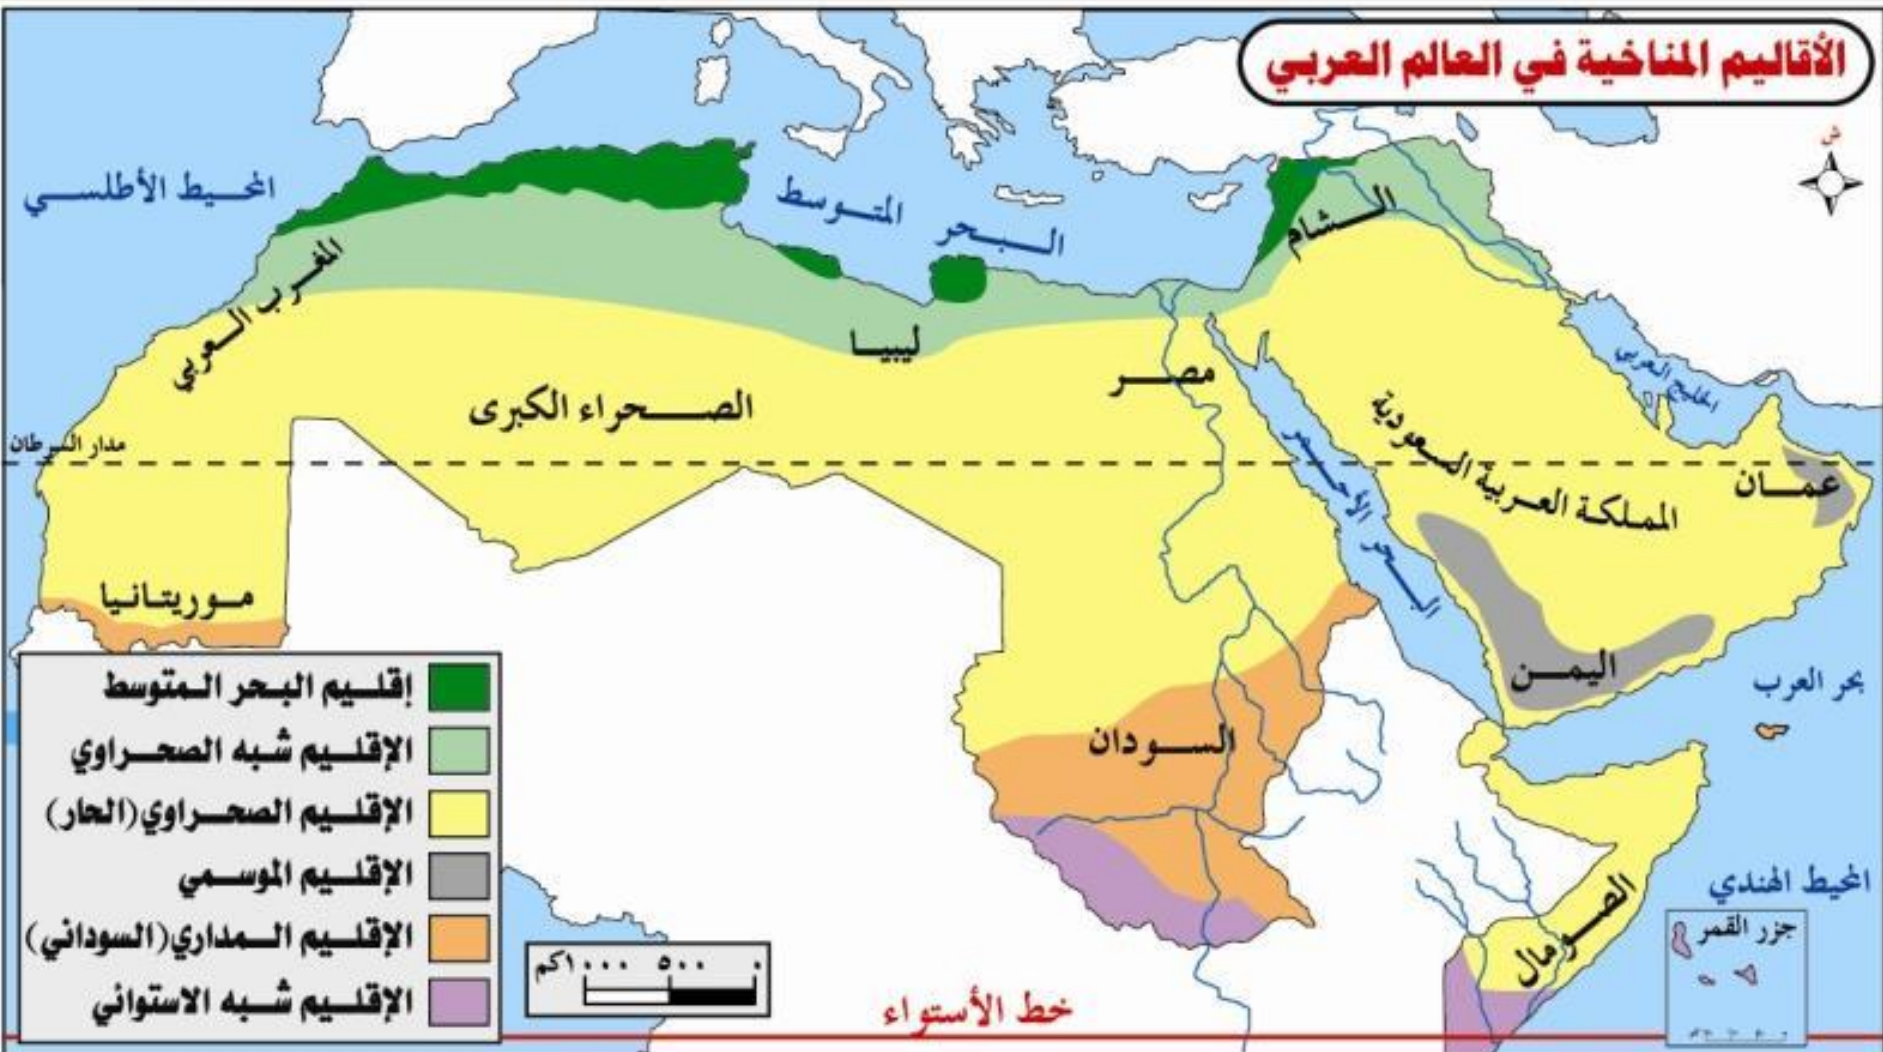 الأقاليم المناخية في العالم العربي
ش
المحيط الأطلسي
البحر المتوسط
الشام
المغرب العربي
ليبيا
مصر
الخليج العربي
الصحراء الكبرى
المملكة العربية السعودية
مدار السرطان
البحر الأحمر
عمان
موريتانيا
اليمن
بحر العرب
السودان
المحيط الهندي
الصومال
جزر القمر
إقليم البحر المتوسط
الإقليم شبه الصحراوي
الإقليم الصحراوي (الحار)
الإقليم الموسمي
الإقليم المداري (السوداني)
الإقليم شبه الاستوائي
٠ ٥٠٠ ١٠٠٠كم
خط الأستواء